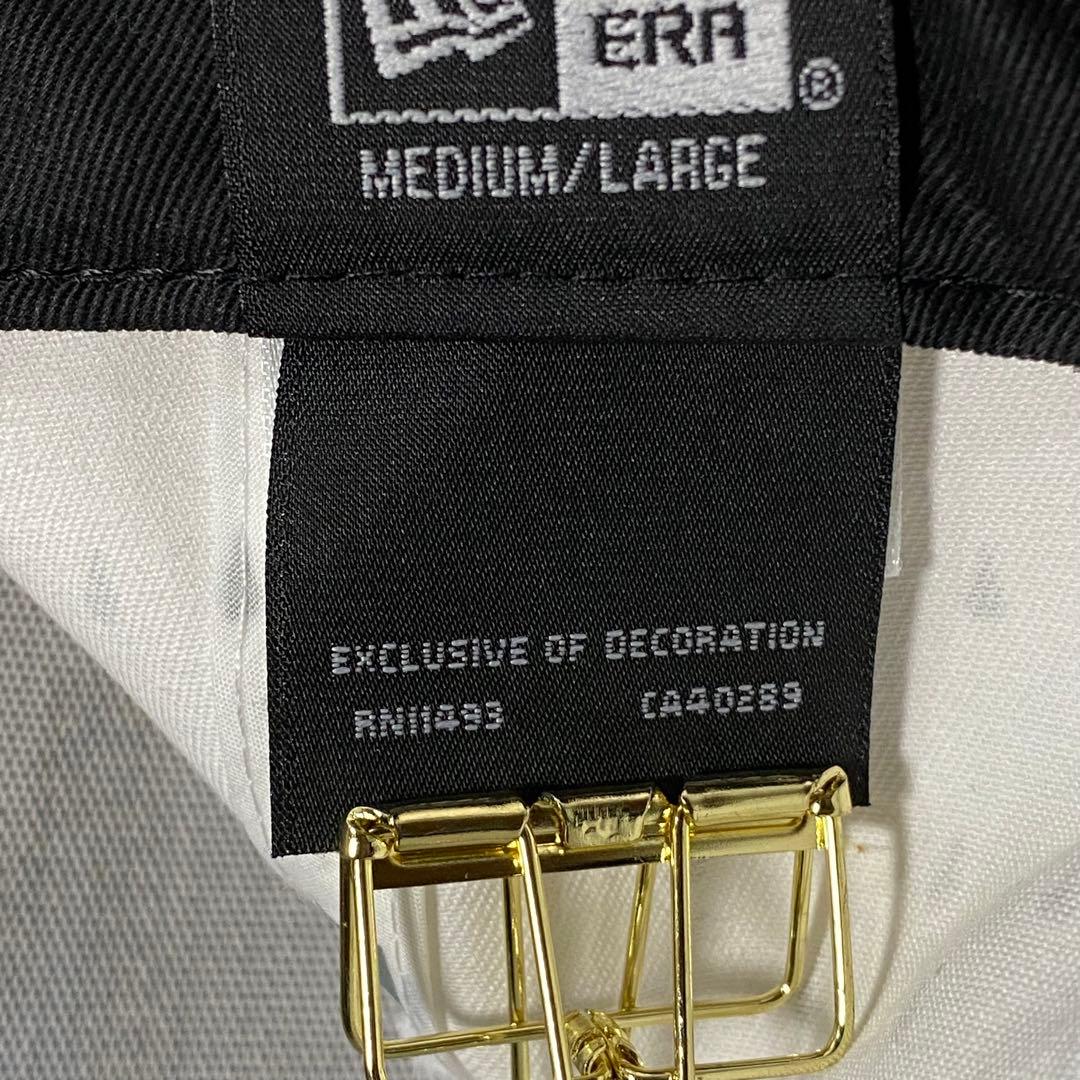 ERA®
MEDIUM/LARGE
EXCLUSIVE OF DECORATION
RN11493 CA40289